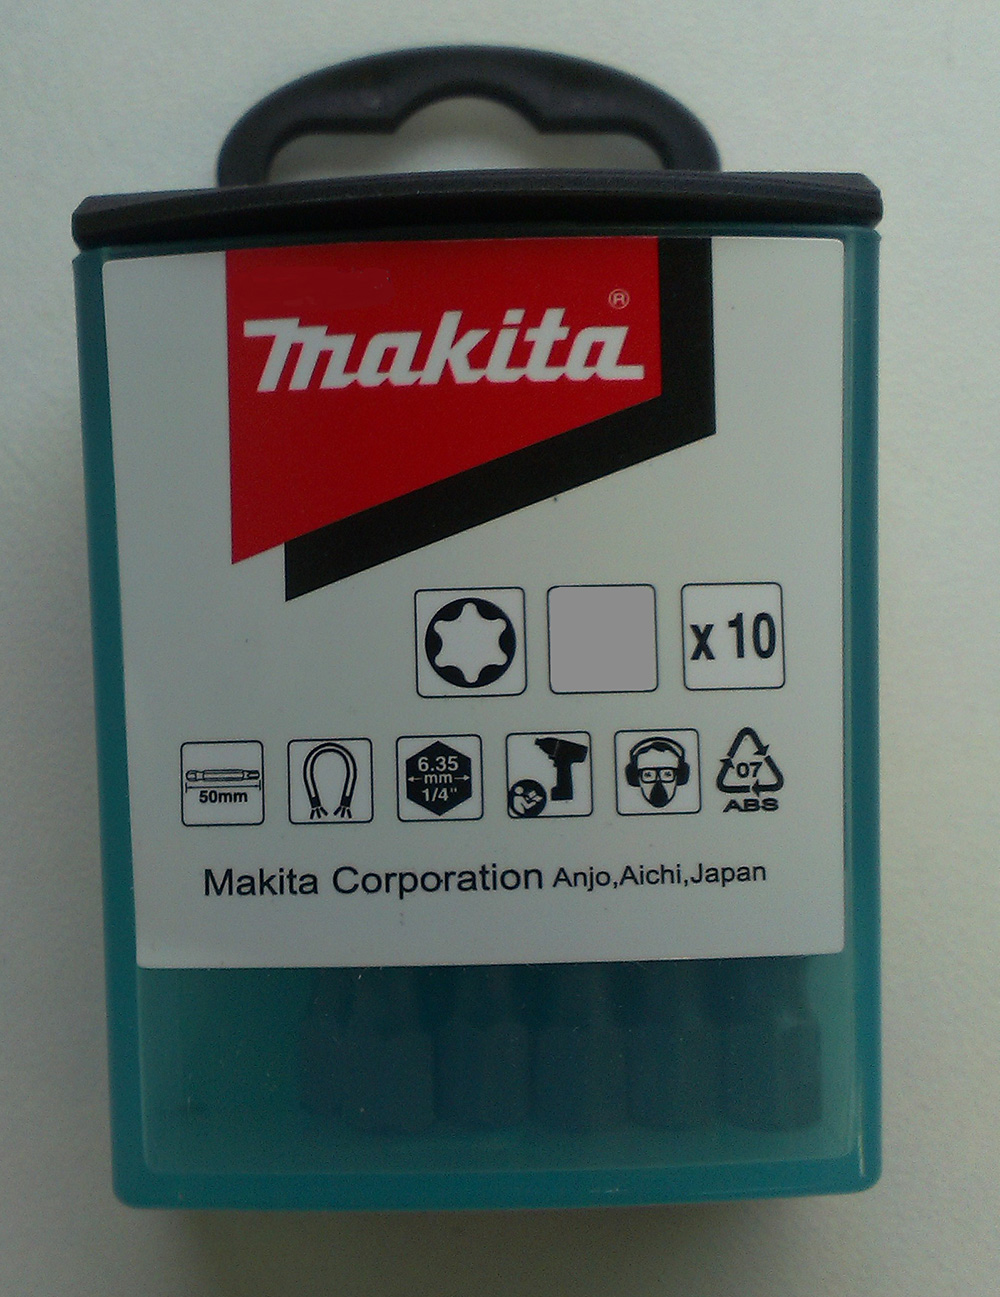 makita®
x 10
50mm
6.35
mm
1/4"
07
ABS
Makita Corporation Anjo,Aichi,Japan